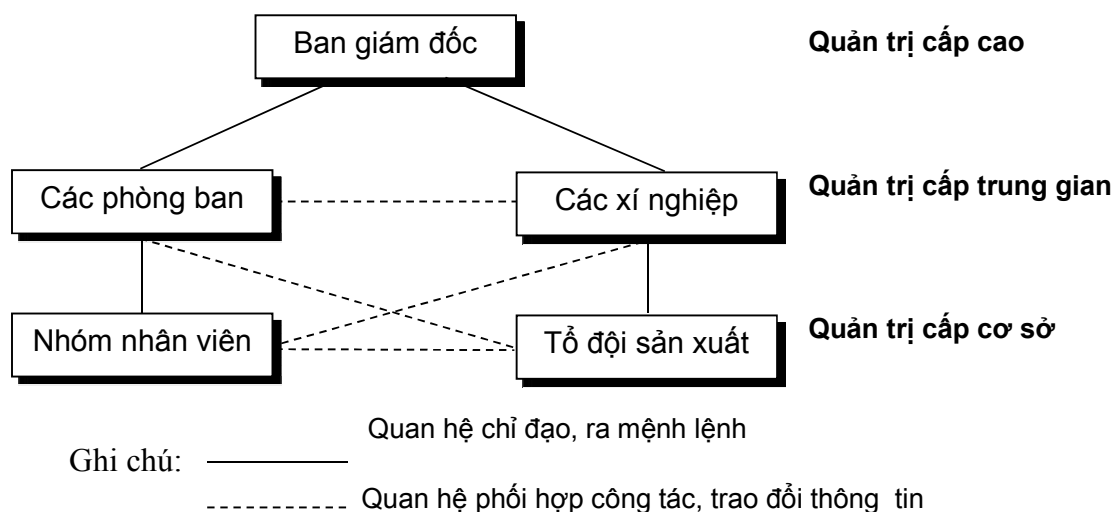 Ban giám đốc
Quản trị cấp cao
Các phòng ban
Các xí nghiệp
Quản trị cấp trung gian
Nhóm nhân viên
Tổ đội sản xuất
Quản trị cấp cơ sở
Quan hệ chỉ đạo, ra mệnh lệnh
Ghi chú:
Quan hệ phối hợp công tác, trao đổi thông tin